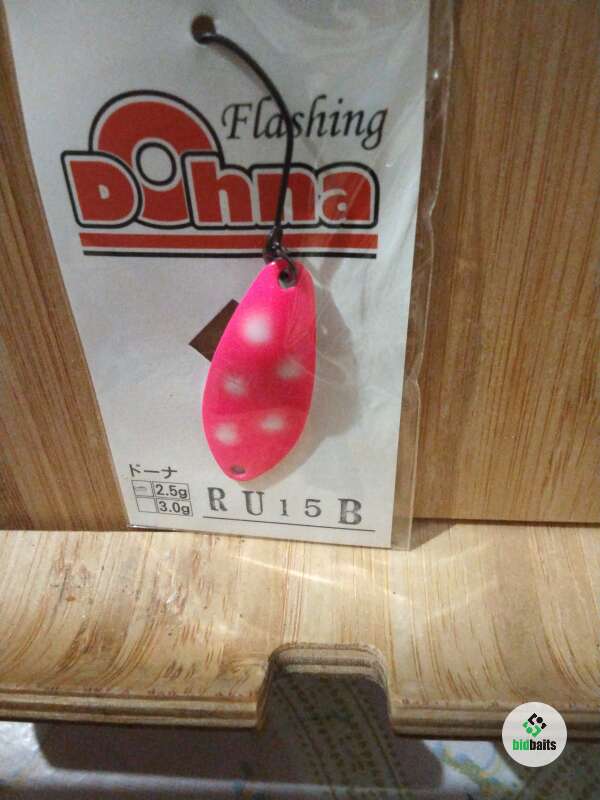 Flashing
Dohna
ドーナ
2.5g
3.0g
RU15B
bidbaits